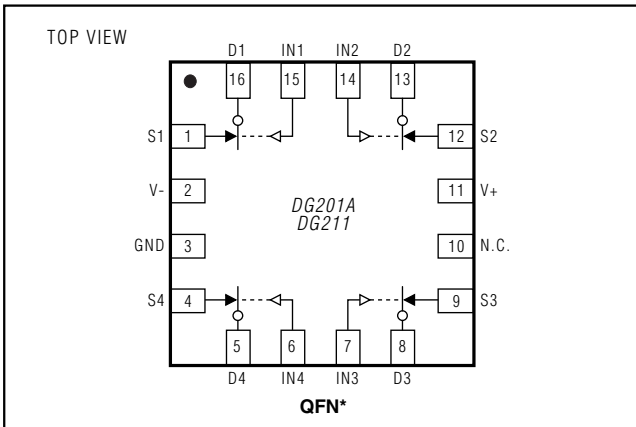 TOP VIEW
D1 IN1 IN2 D2
16 15 14 13
S1 1 12 S2
V- 2 11 V+
DG201A
DG211
GND 3 10 N.C.
S4 4 9 S3
5 6 7 8
D4 IN4 IN3 D3
QFN*